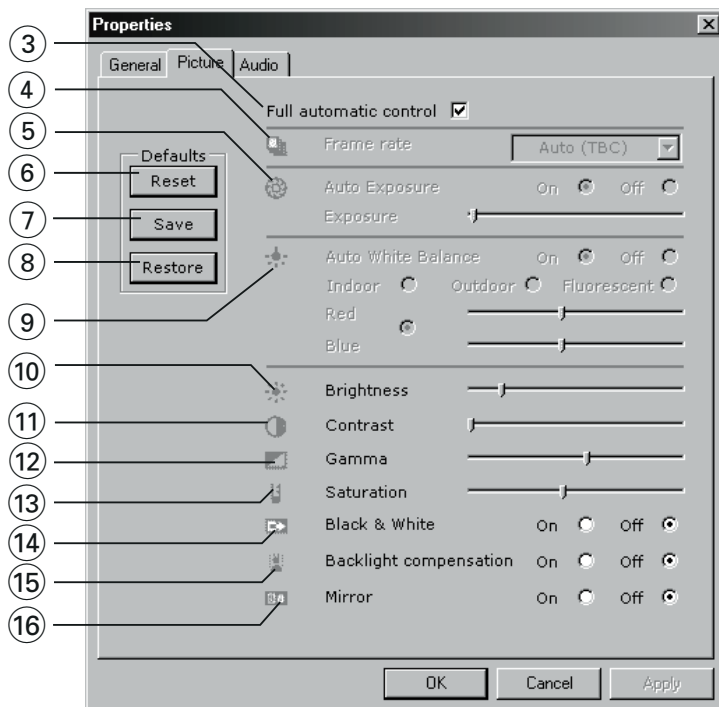 Properties
General Picture Audio
③ Full automatic control
④ Frame rate Auto (TBC)
Defaults
⑤ Auto Exposure On Off
⑥ Reset
Exposure
⑦ Save
⑧ Restore
⑨ Auto White Balance On Off
Indoor Outdoor Fluorescent
Red
Blue
⑩ Brightness
⑪ Contrast
⑫ Gamma
⑬ Saturation
⑭ Black & White On Off
⑮ Backlight compensation On Off
⑯ Mirror On Off
OK Cancel Apply